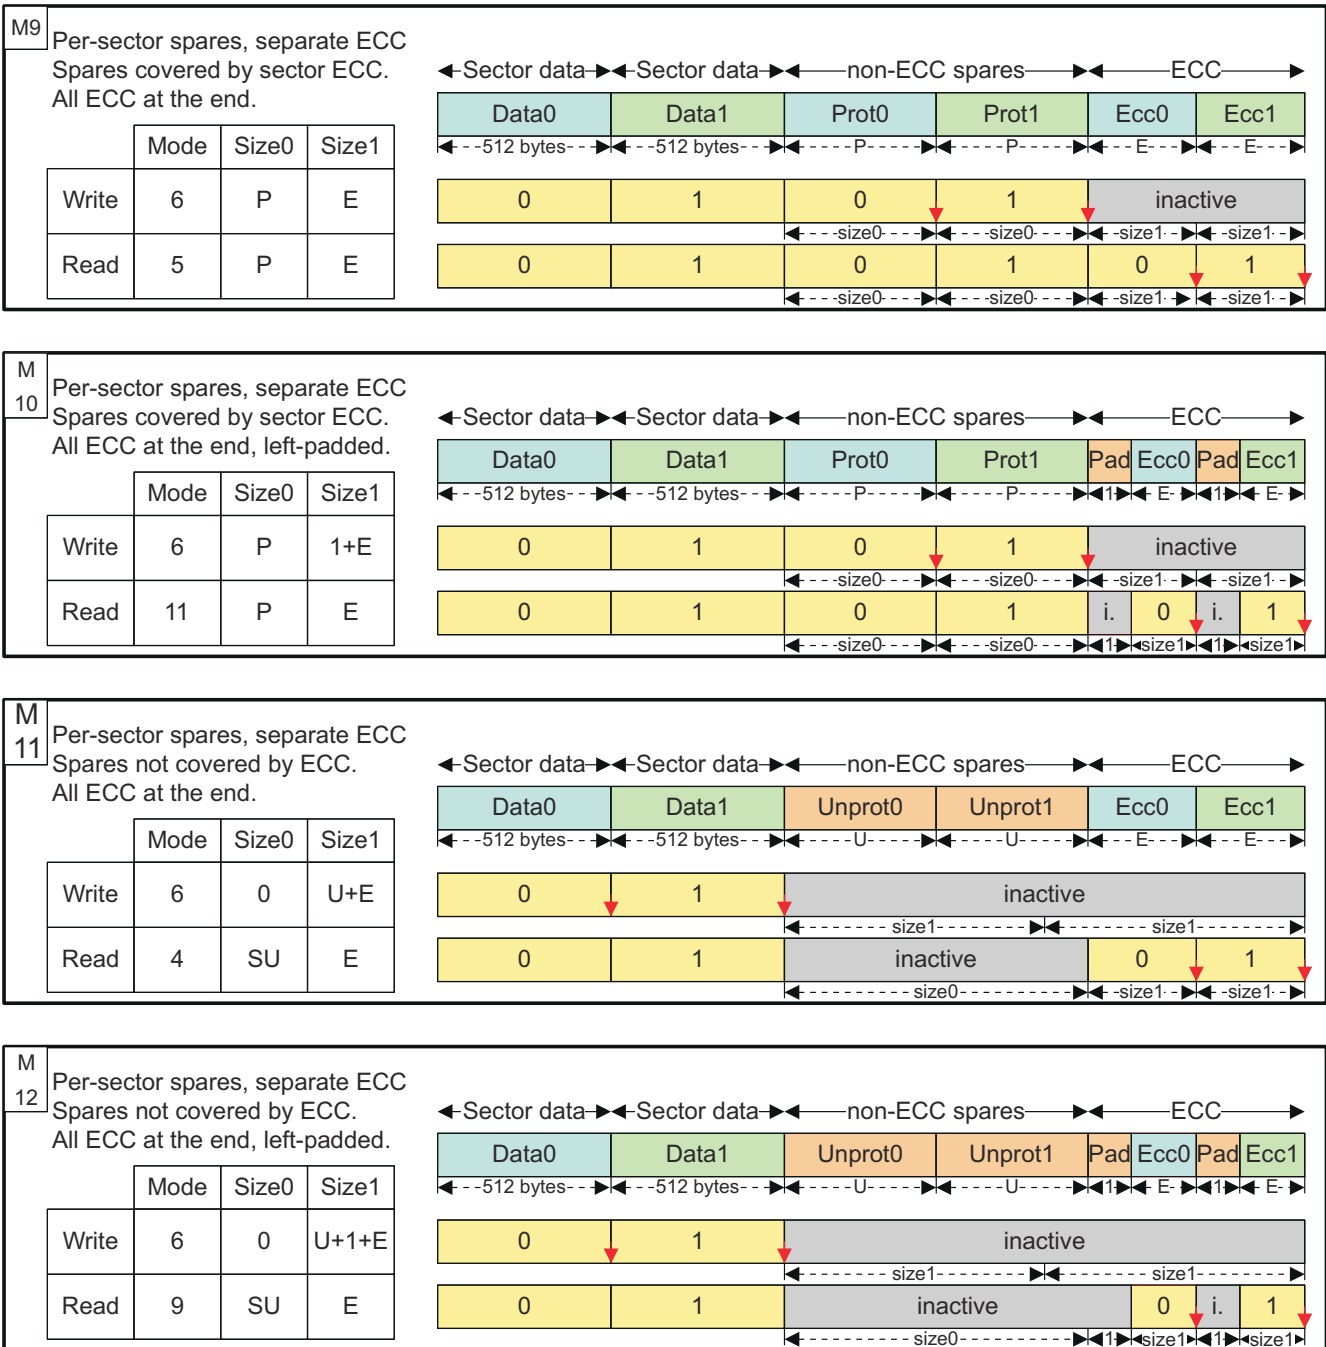 M9
Per-sector spares, separate ECC
Spares covered by sector ECC.
All ECC at the end.
Sector data Sector data non-ECC spares ECC
Data0 Data1 Prot0 Prot1 Ecc0 Ecc1
512 bytes 512 bytes P P E E
Mode Size0 Size1
Write 6 P E
0 1 0 1 inactive
size0 size0 size1 size1
Read 5 P E
0 1 0 1 0 1
size0 size0 size1 size1
M
10
Per-sector spares, separate ECC
Spares covered by sector ECC.
All ECC at the end, left-padded.
Sector data Sector data non-ECC spares ECC
Data0 Data1 Prot0 Prot1 Pad Ecc0 Pad Ecc1
512 bytes 512 bytes P P 1 E 1 E
Mode Size0 Size1
Write 6 P 1+E
0 1 0 1 inactive
size0 size0 size1 size1
Read 11 P E
0 1 0 1 i. 0 i. 1
size0 size0 1 size1 1 size1
M
11
Per-sector spares, separate ECC
Spares not covered by ECC.
All ECC at the end.
Sector data Sector data non-ECC spares ECC
Data0 Data1 Unprot0 Unprot1 Ecc0 Ecc1
512 bytes 512 bytes U U E E
Mode Size0 Size1
Write 6 0 U+E
0 1 inactive
size1 size1
Read 4 SU E
0 1 inactive 0 1
size0 size1 size1
M
12
Per-sector spares, separate ECC
Spares not covered by ECC.
All ECC at the end, left-padded.
Sector data Sector data non-ECC spares ECC
Data0 Data1 Unprot0 Unprot1 Pad Ecc0 Pad Ecc1
512 bytes 512 bytes U U 1 E 1 E
Mode Size0 Size1
Write 6 0 U+1+E
0 1 inactive
size1 size1
Read 9 SU E
0 1 inactive 0 i. 1
size0 1 size1 1 size1